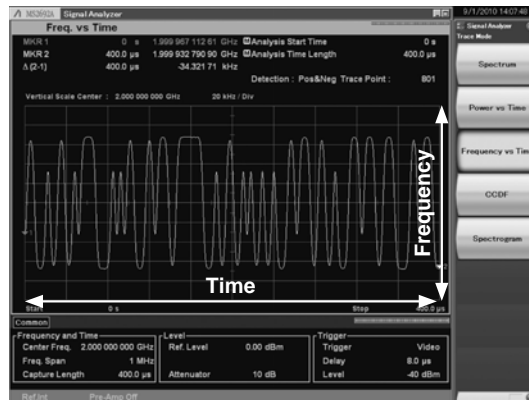 MS2692A Signal Analyzer
9/1/2010 14:07:48
Freq. vs Time
MKR 1 0 s 1.999 967 112 61 GHz Analysis Start Time 0 s
MKR 2 400.0 µs 1.999 932 790 90 GHz Analysis Time Length 400.0 µs
Δ (2-1) 400.0 µs -34.321 71 kHz
Detection : Pos&Neg Trace Point : 801
Vertical Scale Center : 2.000 000 000 GHz 20 kHz / Div
Frequency
Time
Start 0 s Stop 400.0 µs
Common
Frequency and Time
Center Freq. 2.000 000 000 GHz
Freq. Span 1 MHz
Capture Length 400.0 µs
Level
Ref. Level 0.00 dBm
Attenuator 10 dB
Trigger
Trigger Video
Delay 8.0 µs
Level -40 dBm
Ref.Int Pre-Amp Off
Signal Analyzer
Trace Mode
Spectrum
Power vs Time
Frequency vs Time
CCDF
Spectrogram